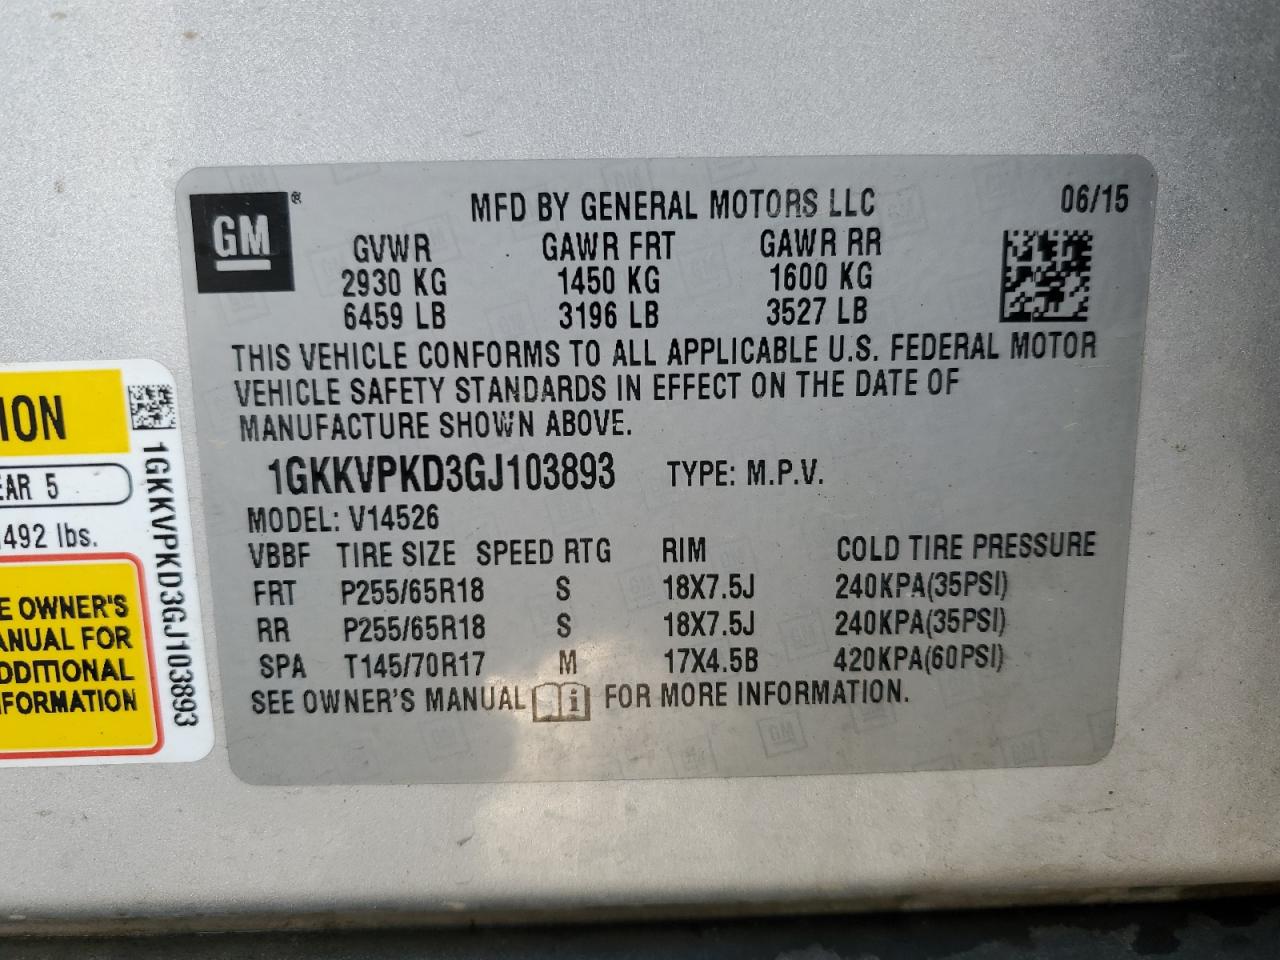 GM ®
MFD BY GENERAL MOTORS LLC 06/15
GVWR GAWR FRT GAWR RR
2930 KG 1450 KG 1600 KG
6459 LB 3196 LB 3527 LB
THIS VEHICLE CONFORMS TO ALL APPLICABLE U.S. FEDERAL MOTOR
VEHICLE SAFETY STANDARDS IN EFFECT ON THE DATE OF
MANUFACTURE SHOWN ABOVE.
1GKKVPKD3GJ103893 TYPE: M.P.V.
MODEL: V14526
VBBF TIRE SIZE SPEED RTG RIM COLD TIRE PRESSURE
FRT P255/65R18 S 18X7.5J 240KPA(35PSI)
RR P255/65R18 S 18X7.5J 240KPA(35PSI)
SPA T145/70R17 M 17X4.5B 420KPA(60PSI)
SEE OWNER'S MANUAL i FOR MORE INFORMATION.
ION
EAR 5
492 lbs.
E OWNER'S
ANUAL FOR
DDITIONAL
FORMATION
1GKKVPKD3GJ103893